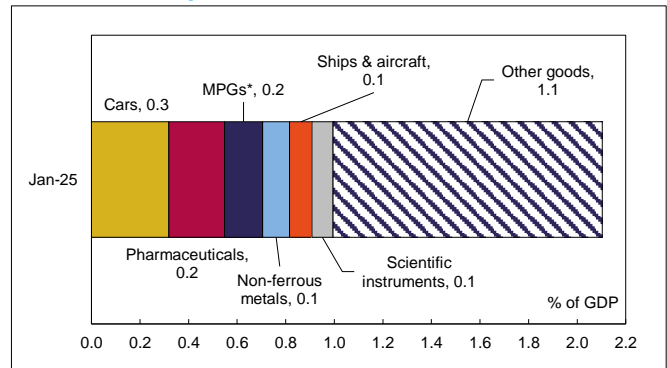 Ships & aircraft,
0.1
Other goods,
1.1
MPGs*, 0.2
Cars, 0.3
Jan-25
Pharmaceuticals,
0.2
Non-ferrous
metals, 0.1
Scientific
instruments, 0.1
% of GDP
0.0 0.2 0.4 0.6 0.8 1.0 1.2 1.4 1.6 1.8 2.0 2.2